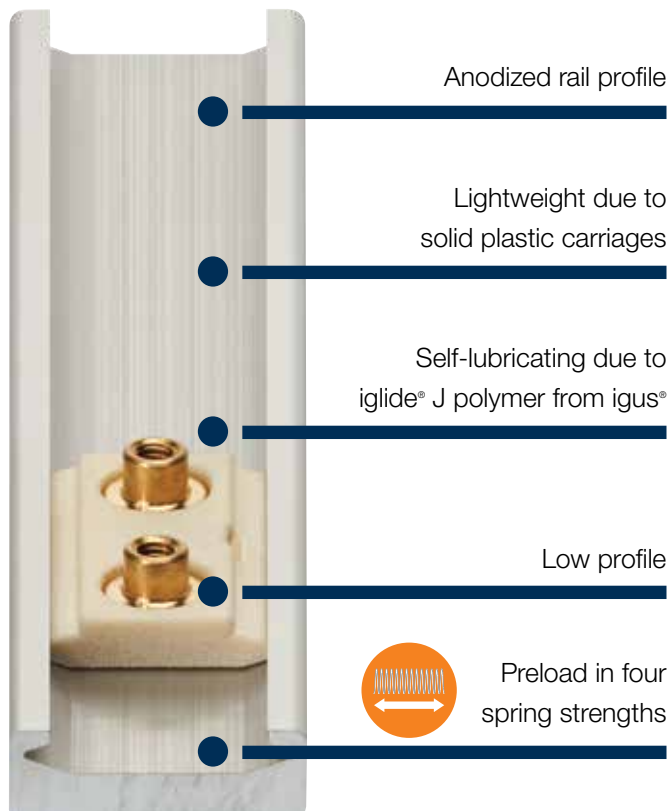 Anodized rail profile
Lightweight due to
solid plastic carriages
Self-lubricating due to
iglide® J polymer from igus®
Low profile
Preload in four
spring strengths